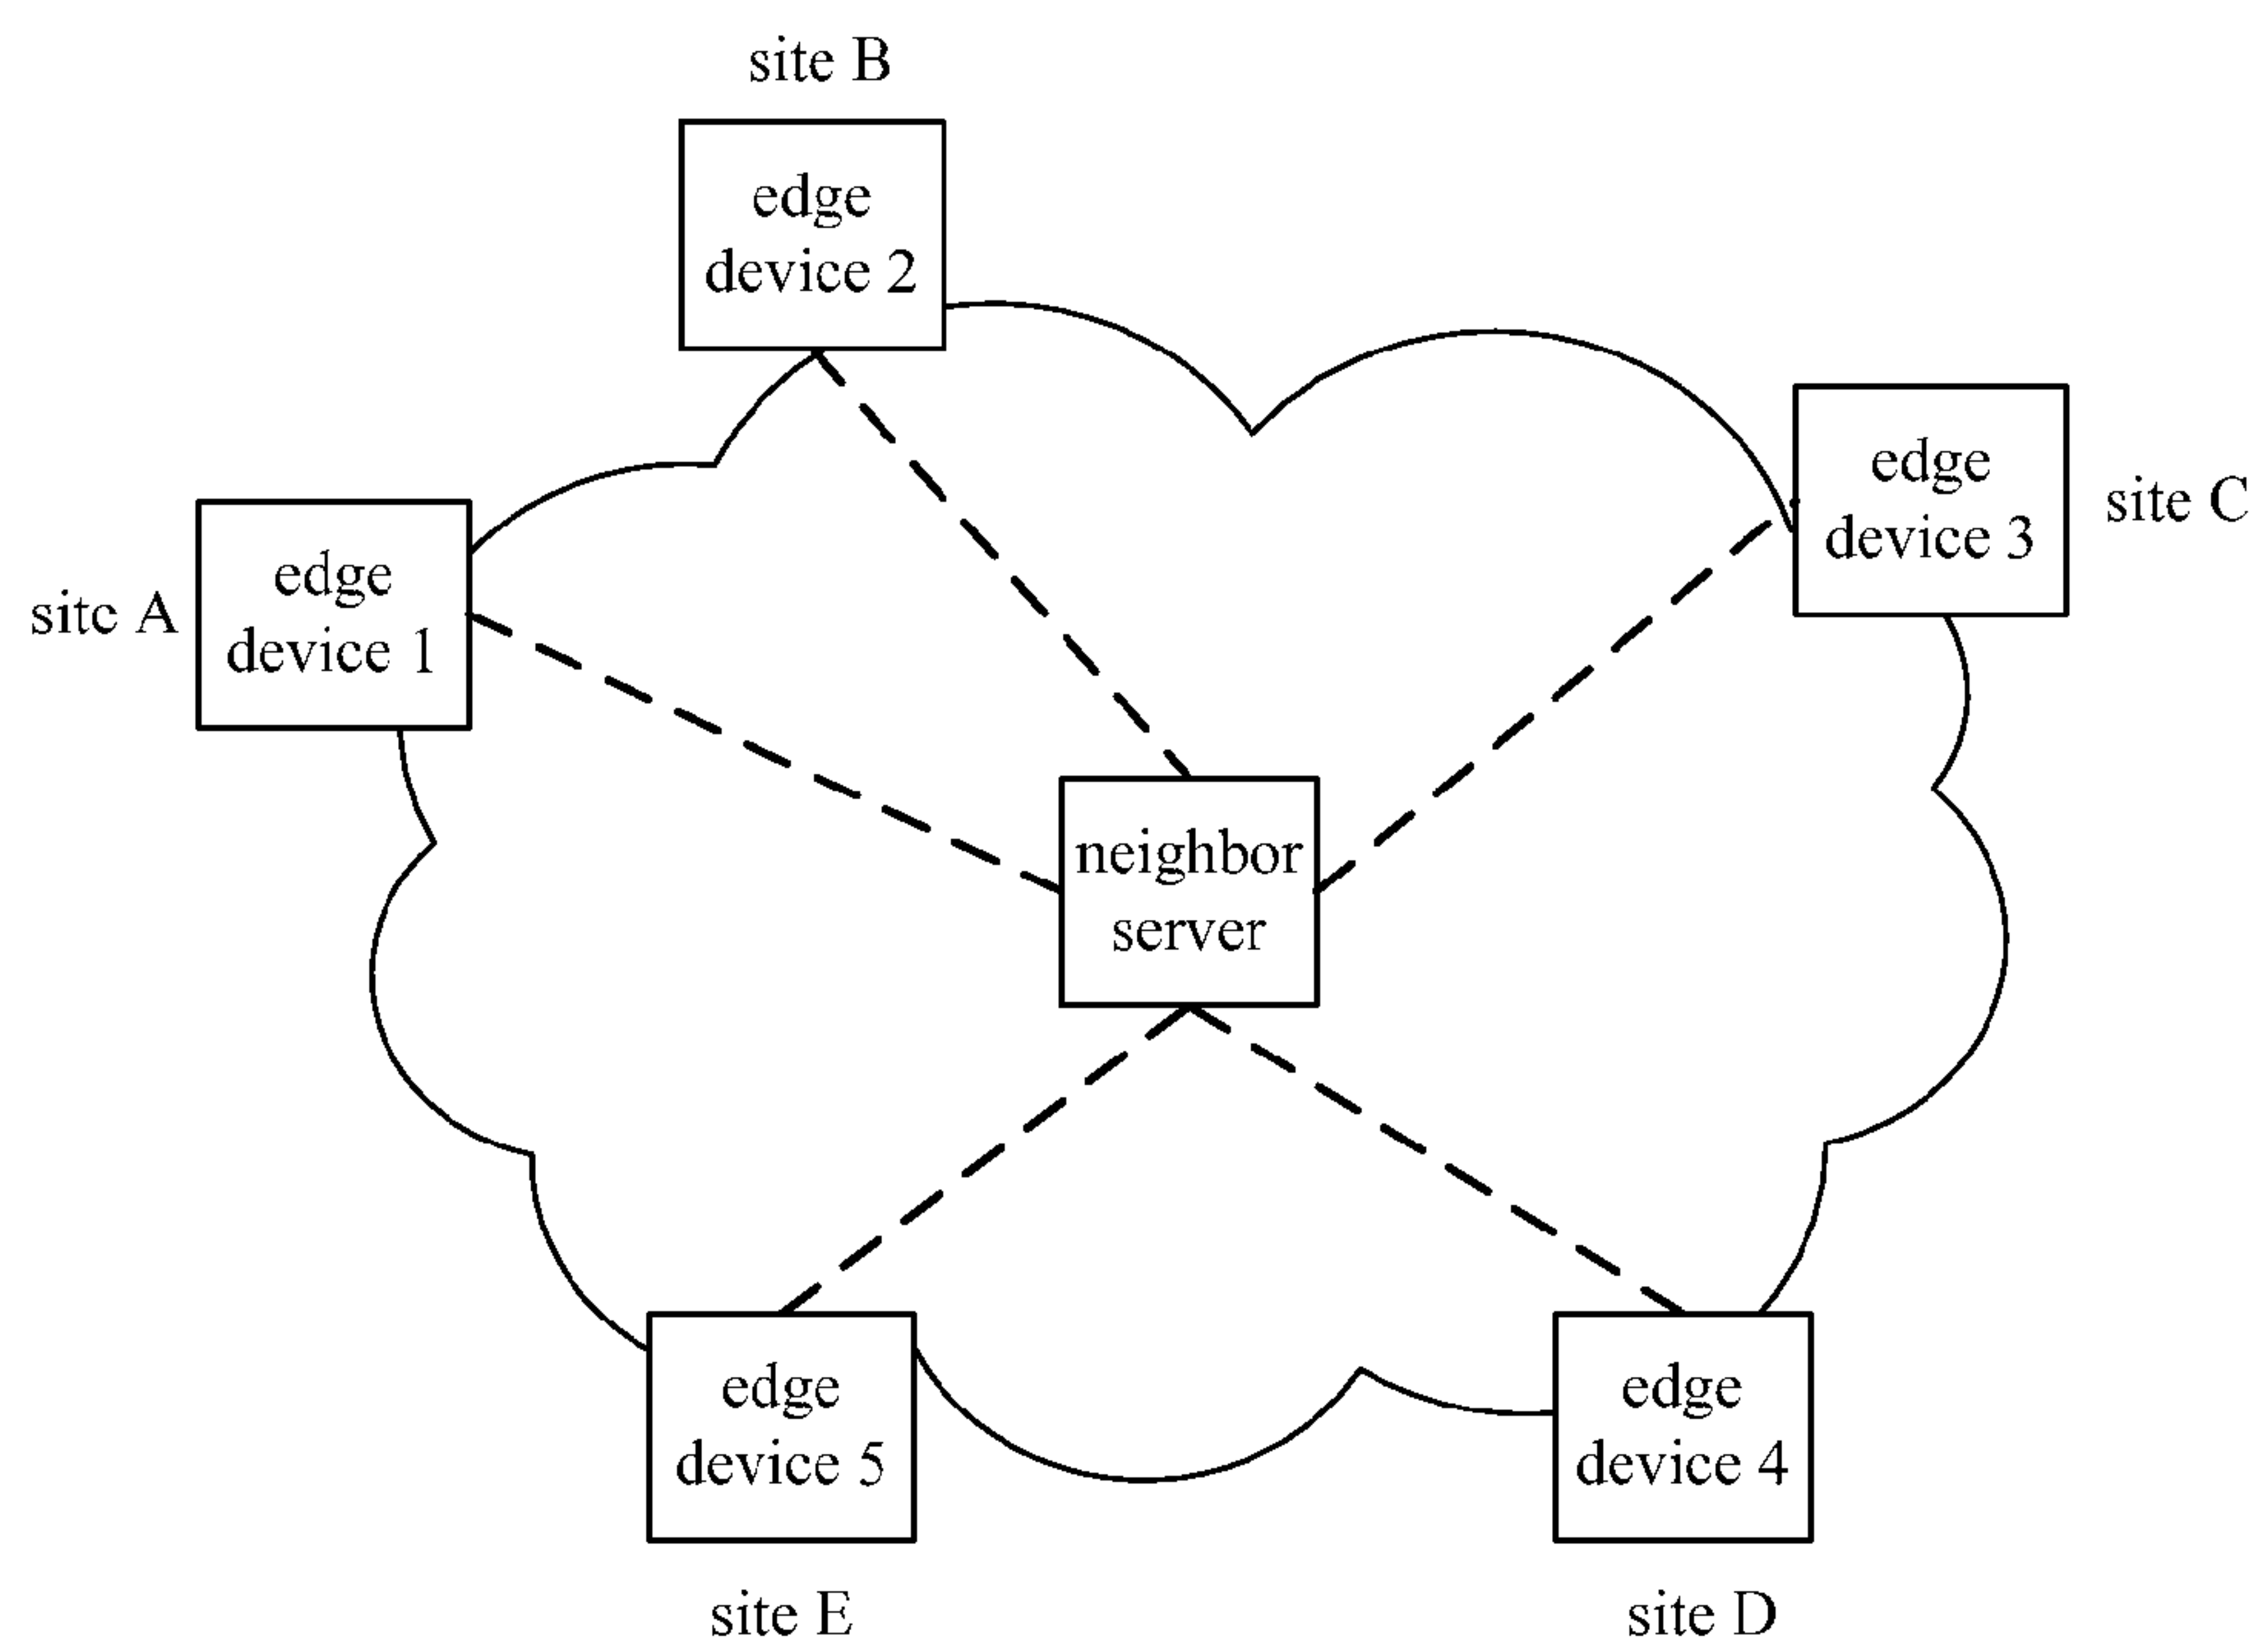 site B
edge
device 2
edge
device 3
site C
site A
edge
device 1
neighbor
server
edge
device 5
edge
device 4
site E
site D